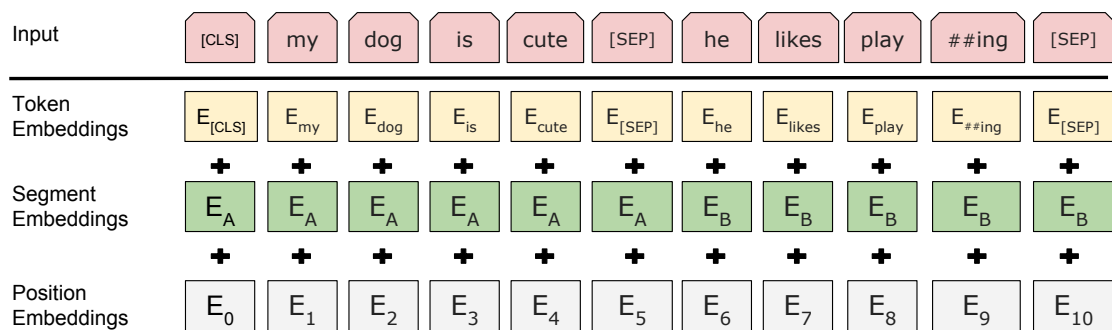 Input [CLS] my dog is cute [SEP] he likes play ##ing [SEP]
Token Embeddings E[CLS] Emy Edog Eis Ecute E[SEP] Ehe Elikes Eplay E##ing E[SEP]
+ + + + + + + + + + +
Segment Embeddings EA EA EA EA EA EA EB EB EB EB EB
+ + + + + + + + + + +
Position Embeddings E0 E1 E2 E3 E4 E5 E6 E7 E8 E9 E10